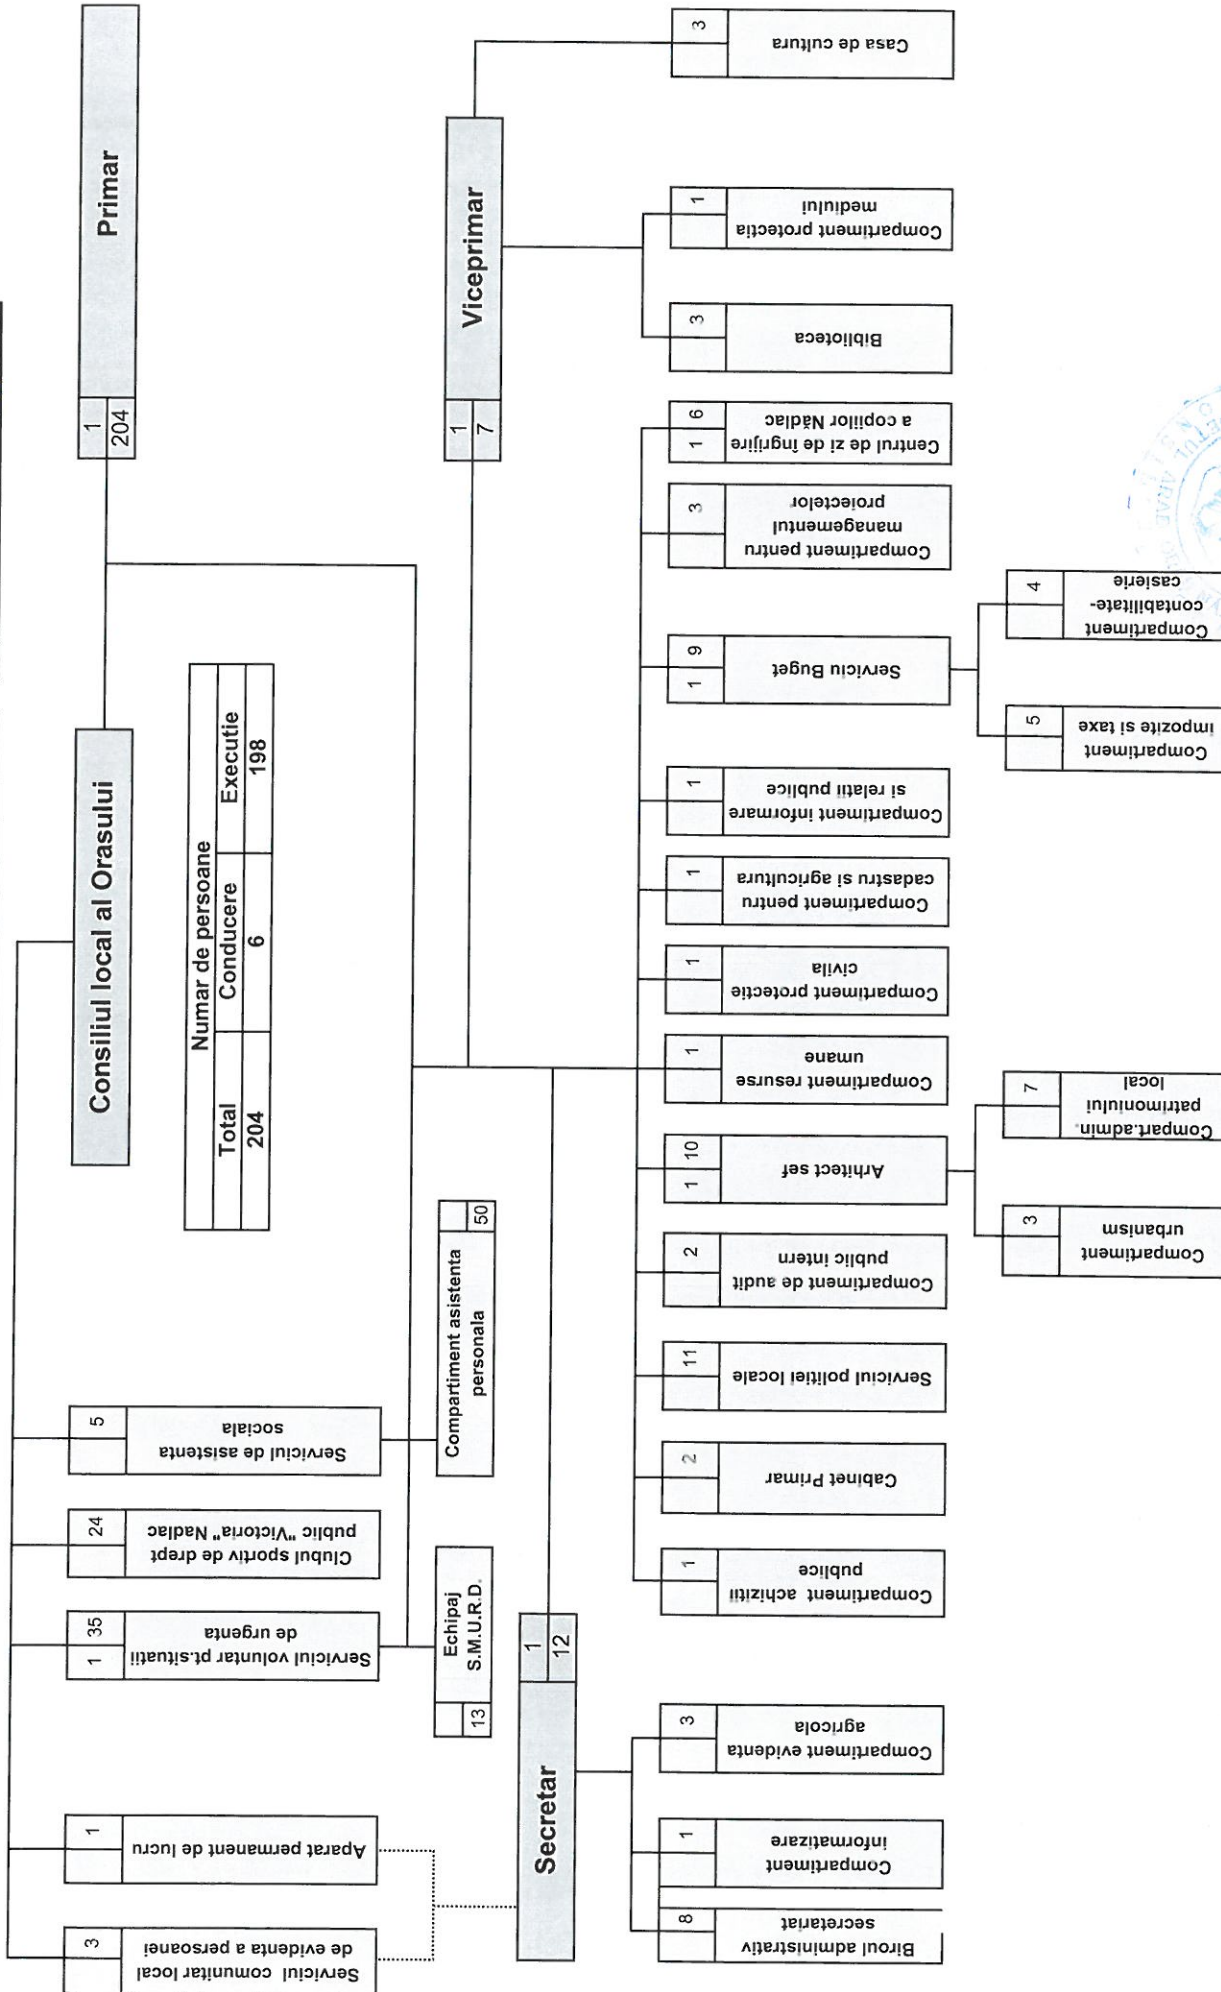 Consiliul local al Orasului
1
204
Primar
Numar de persoane
Total
Conducere
Executie
204
6
198
3
Serviciul comunitar local
de evidenta a persoanei
1
Aparat permanent de lucru
1
35
Serviciul voluntar pt.situatii
de urgenta
24
Clubul sportiv de drept
public "Victoria" Nadlac
5
Serviciul de asistenta
sociala
13
Echipaj
S.M.U.R.D.
Compartiment asistenta
personala
50
Secretar
1
12
1
7
Viceprimar
8
Biroul administrativ
secretariat
1
Compartiment
informatizare
3
Compartiment evidenta
agricola
1
Compartiment achizitii
publice
2
Cabinet Primar
11
Serviciul politiei locale
2
Compartiment de audit
public intern
1
10
Arhitect sef
1
Compartiment resurse
umane
1
Compartiment protectie
civila
1
Compartiment pentru
cadastru si agricultura
1
Compartiment informare
si relatii publice
1
9
Serviciu Buget
3
Compartiment pentru
managementul
proiectelor
1
6
Centrul de zi de îngrijire
a copiilor Nădlac
3
Biblioteca
1
Compartiment protectia
mediului
3
Casa de cultura
3
Compartiment
urbanism
7
Compart.admin.
patrimoniului
local
5
Compartiment
impozite si taxe
4
Compartiment
contabilitate-
casierie